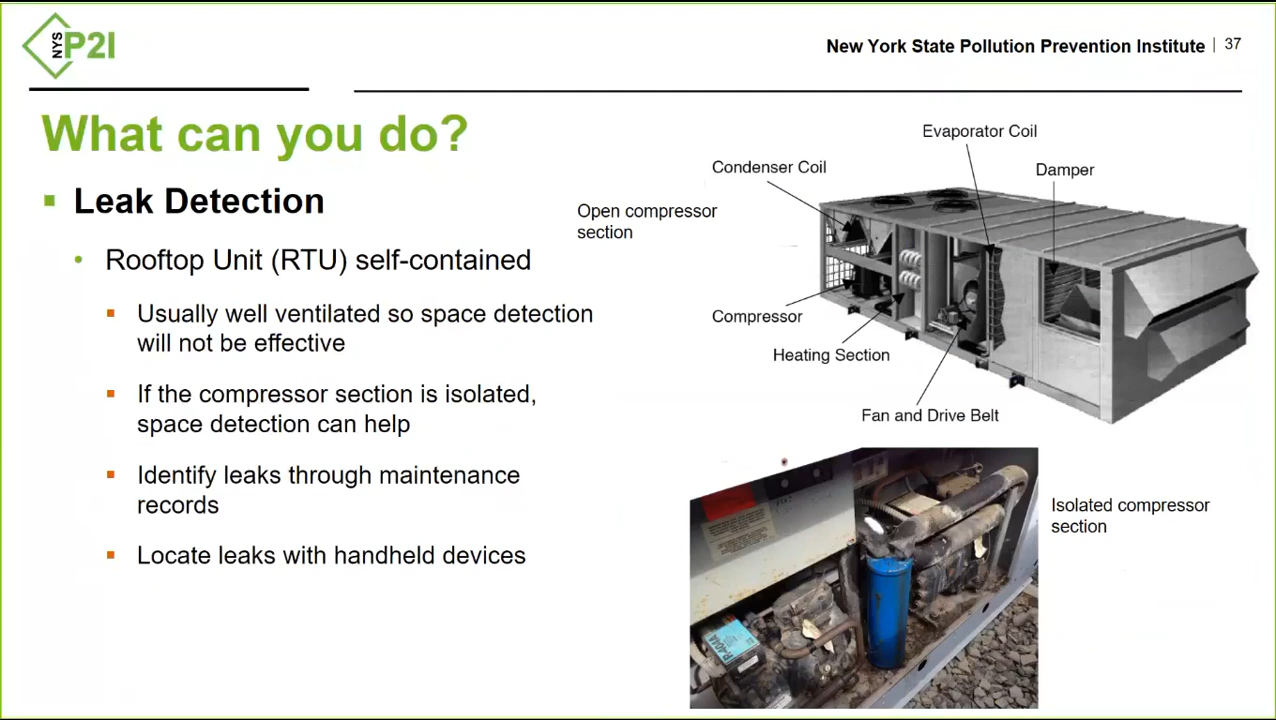 NYS
P2I
New York State Pollution Prevention Institute | 37
What can you do?
Leak Detection
Rooftop Unit (RTU) self-contained
Usually well ventilated so space detection
will not be effective
If the compressor section is isolated,
space detection can help
Identify leaks through maintenance
records
Locate leaks with handheld devices
Evaporator Coil
Condenser Coil
Damper
Open compressor
section
Compressor
Heating Section
Fan and Drive Belt
Isolated compressor
section